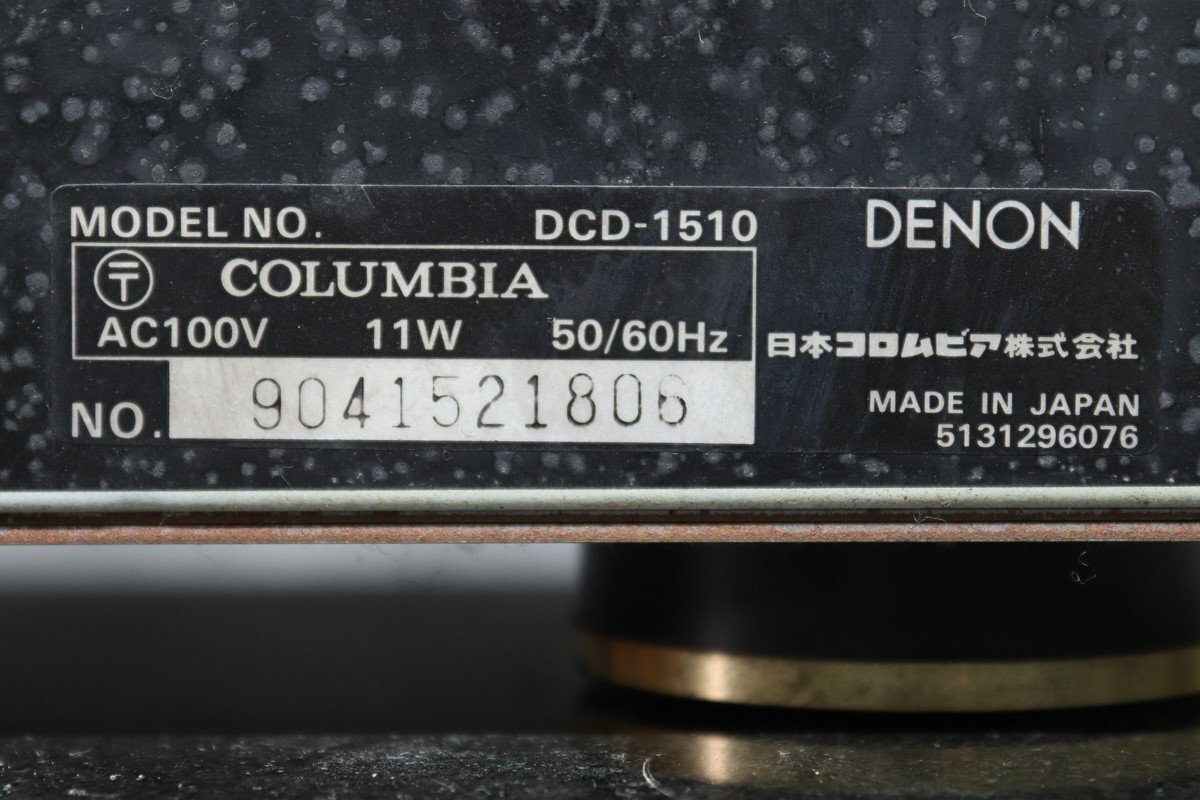 MODEL NO. DCD-1510
DENON
〒 COLUMBIA
AC100V 11W 50/60Hz
日本コロムビア株式会社
NO. 9041521806
MADE IN JAPAN
5131296076